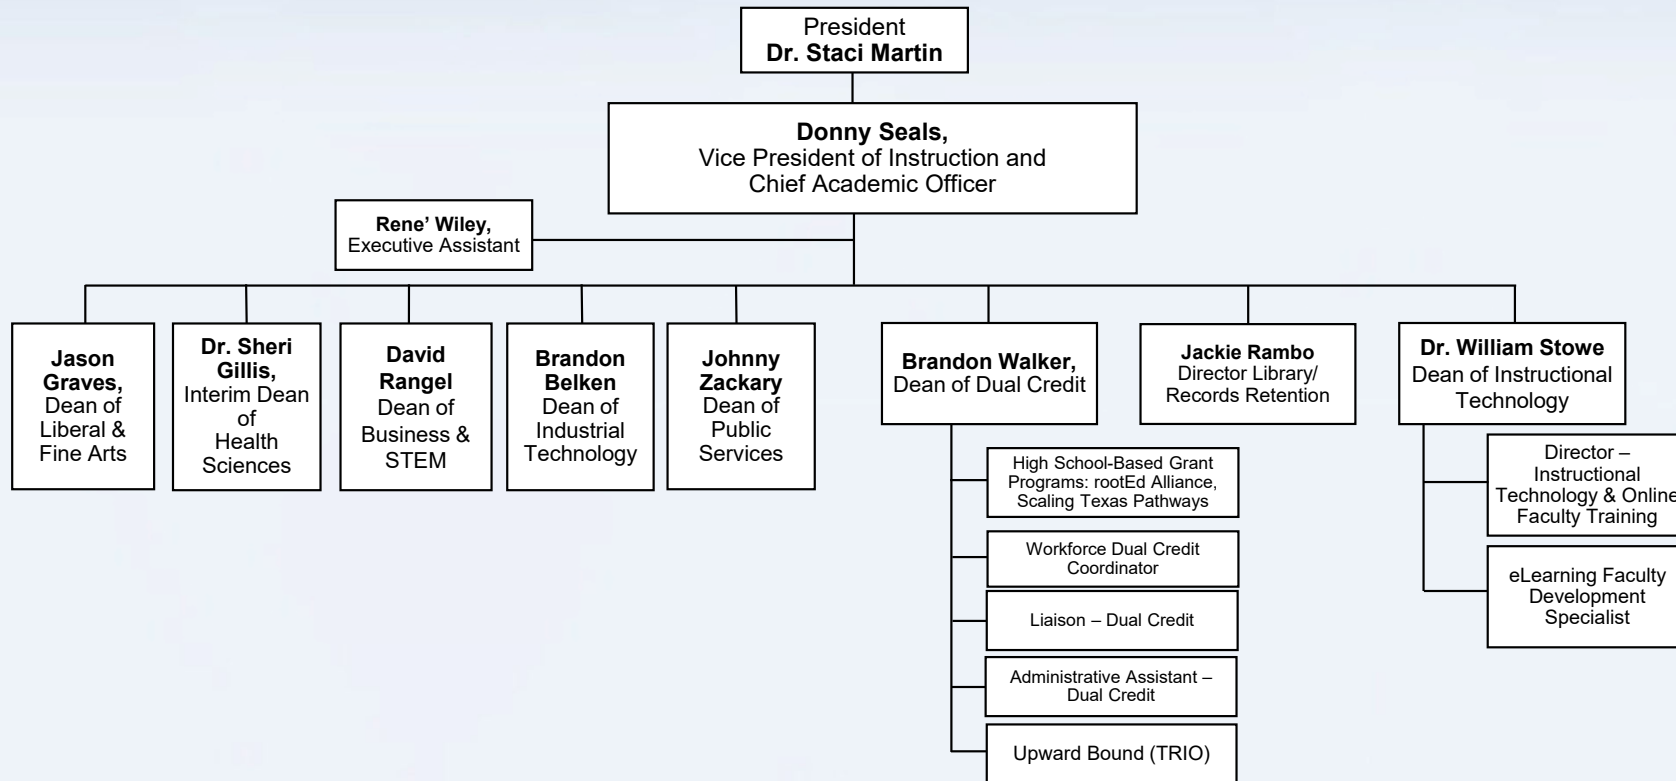 President
Dr. Staci Martin
Donny Seals,
Vice President of Instruction and
Chief Academic Officer
Rene’ Wiley,
Executive Assistant
Jason
Graves,
Dean of
Liberal &
Fine Arts
Dr. Sheri
Gillis,
Interim Dean
of
Health
Sciences
David
Rangel
Dean of
Business &
STEM
Brandon
Belken
Dean of
Industrial
Technology
Johnny
Zackary
Dean of
Public
Services
Brandon Walker,
Dean of Dual Credit
Jackie Rambo
Director Library/
Records Retention
Dr. William Stowe
Dean of Instructional
Technology
High School-Based Grant
Programs: rootEd Alliance,
Scaling Texas Pathways
Workforce Dual Credit
Coordinator
Liaison – Dual Credit
Administrative Assistant –
Dual Credit
Upward Bound (TRIO)
Director –
Instructional
Technology & Online
Faculty Training
eLearning Faculty
Development
Specialist